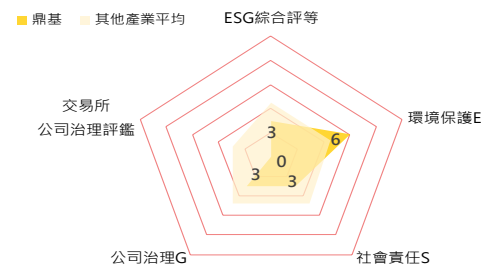 鼎基 其他產業平均
ESG綜合評等
交易所
公司治理評鑑
環境保護E
3
6
0
3
3
公司治理G
社會責任S